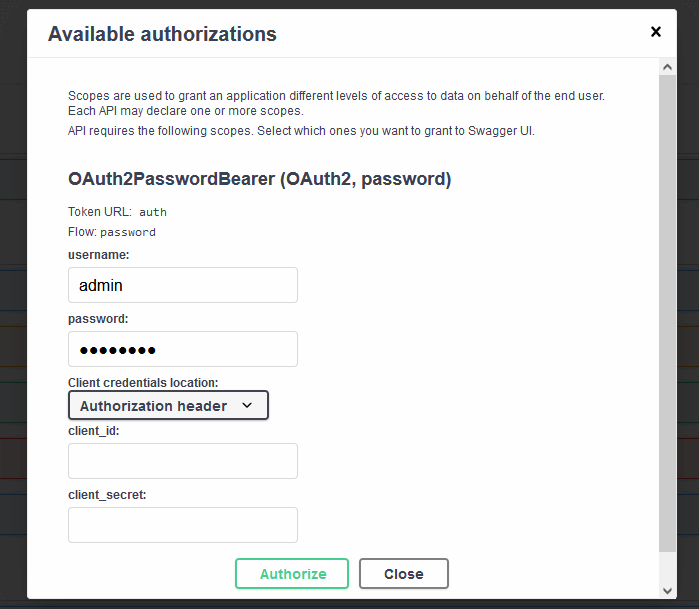 Available authorizations
Scopes are used to grant an application different levels of access to data on behalf of the end user.
Each API may declare one or more scopes.
API requires the following scopes. Select which ones you want to grant to Swagger UI.
OAuth2PasswordBearer (OAuth2, password)
Token URL: auth
Flow: password
username:
admin
password:
●●●●●●●●
Client credentials location:
Authorization header
client_id:
client_secret:
Authorize Close